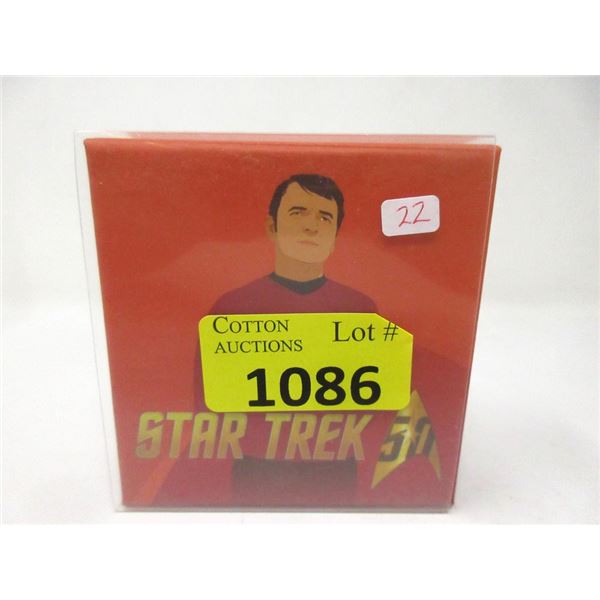 22
COTTON
AUCTIONS
Lot #
1086
STAR TREK 50